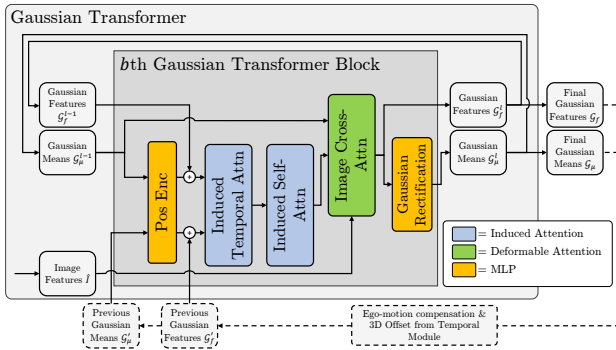 Gaussian Transformer
bth Gaussian Transformer Block
Gaussian
Features
𝒢_f^{l−1}
Gaussian
Means 𝒢_μ^{l−1}
Pos Enc
+
+
Induced
Temporal Attn
Induced Self-
Attn
Image Cross-
Attn
Gaussian
Rectification
Gaussian
Features 𝒢_f^l
Gaussian
Means 𝒢_μ^l
Final
Gaussian
Features 𝒢_f
Final
Gaussian
Means 𝒢_μ
Image
Features Î
= Induced Attention
= Deformable Attention
= MLP
Previous
Gaussian
Means 𝒢'_μ
Previous
Gaussian
Features 𝒢'_f
Ego-motion compensation &
3D Offset from Temporal
Module